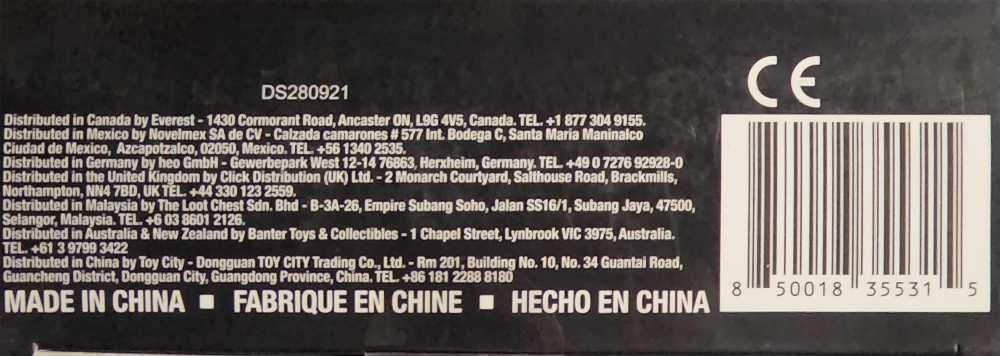 CE
DS280921
Distributed in Canada by Everest - 1430 Cormorant Road, Ancaster ON, L9G 4V5, Canada. TEL. +1 877 304 9155.
Distributed in Mexico by Novelmex SA de CV - Calzada camarones # 577 Int. Bodega C, Santa Maria Maninalco
Ciudad de Mexico, Azcapotzalco, 02050, Mexico. TEL. +56 1340 2535.
Distributed in Germany by heo GmbH - Gewerbepark West 12-14 76863, Herxheim, Germany. TEL. +49 0 7276 92928-0
Distributed in the United Kingdom by Click Distribution (UK) Ltd. - 2 Monarch Courtyard, Salthouse Road, Brackmills,
Northampton, NN4 7BD, UK TEL. +44 330 123 2559.
Distributed in Malaysia by The Loot Chest Sdn. Bhd - B-3A-26, Empire Subang Soho, Jalan SS16/1, Subang Jaya, 47500,
Selangor, Malaysia. TEL. +6 03 8601 2126.
Distributed in Australia & New Zealand by Banter Toys & Collectibles - 1 Chapel Street, Lynbrook VIC 3975, Australia.
TEL. +61 3 9799 3422
Distributed in China by Toy City - Dongguan TOY CITY Trading Co., Ltd. - Rm 201, Building No. 10, No. 34 Guantai Road,
Guancheng District, Dongguan City, Guangdong Province, China. TEL. +86 181 2288 8180
MADE IN CHINA ■ FABRIQUE EN CHINE ■ HECHO EN CHINA
8 50018 35531 5